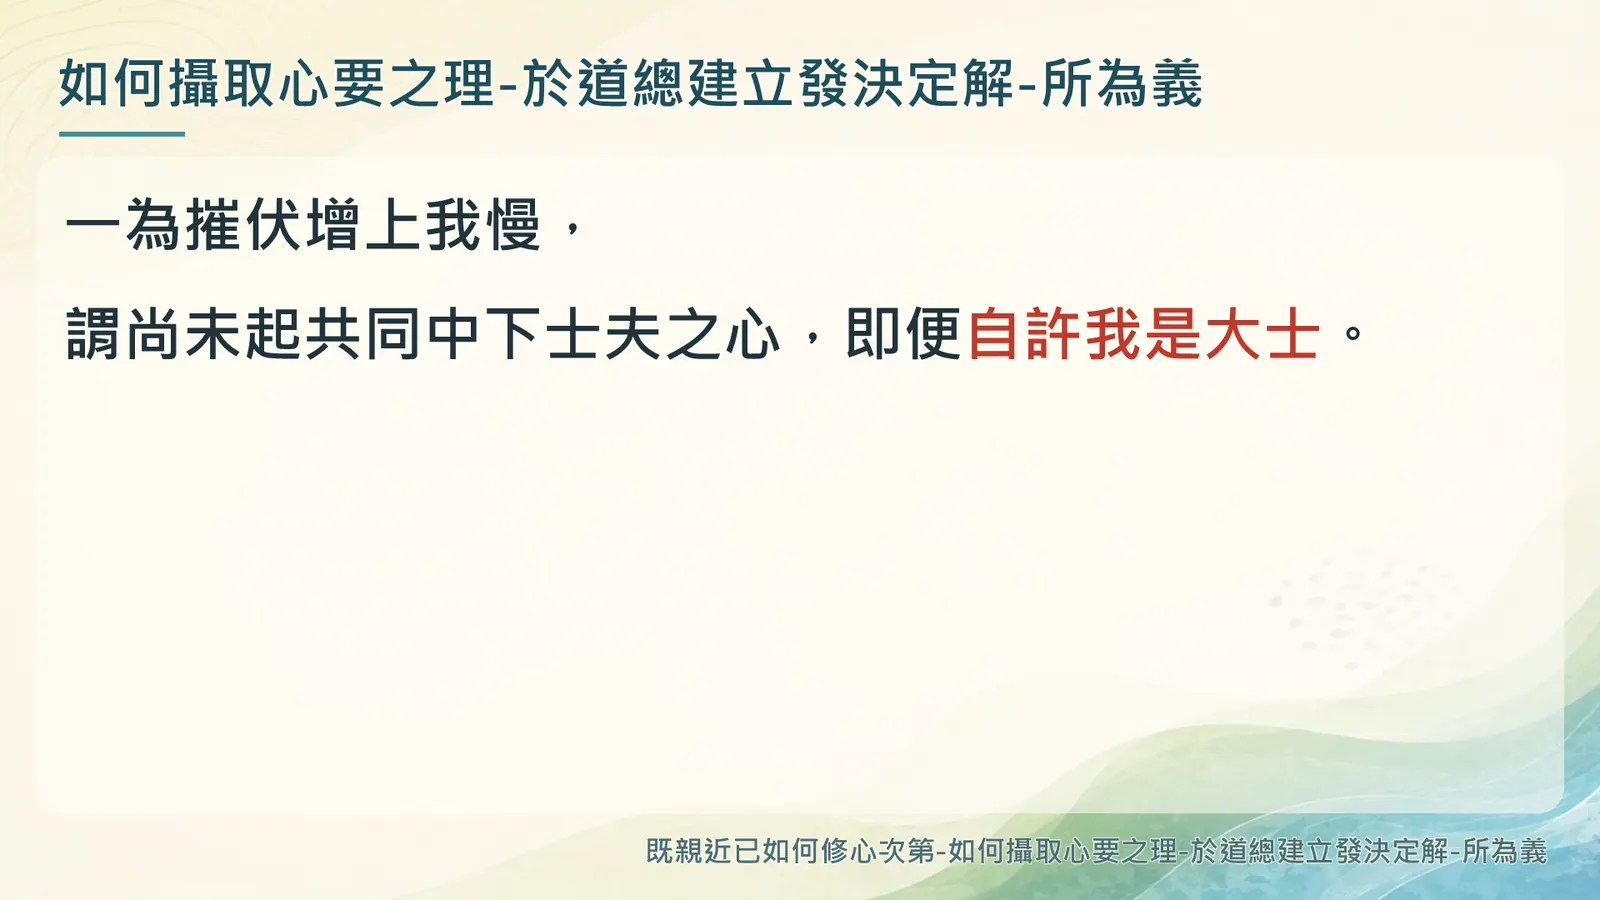 如何攝取心要之理-於道總建立發決定解-所為義
一為摧伏增上我慢，
謂尚未起共同中下士夫之心，即便自許我是大士。
既親近已如何修心次第-如何攝取心要之理-於道總建立發決定解-所為義